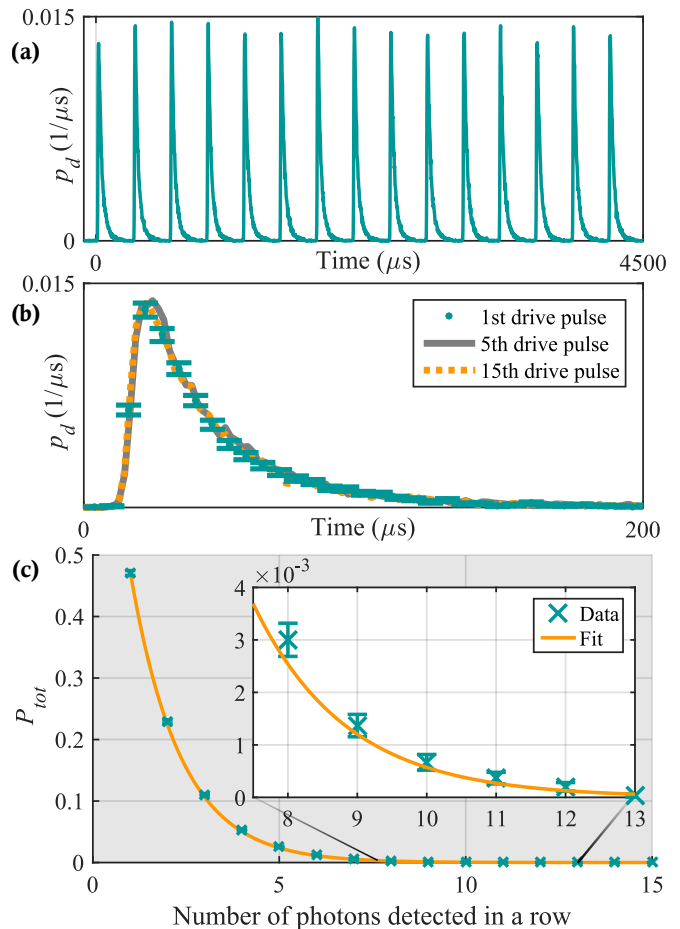 (a)
0.015
p_d (1/μs)
0
0 Time (μs) 4500
(b)
0.015
p_d (1/μs)
1st drive pulse
5th drive pulse
15th drive pulse
0 Time (μs) 200
(c)
P_tot
0.5
0.4
0.3
0.2
0.1
0
×10⁻³
4
3
2
1
0
Data
Fit
8 9 10 11 12 13
0 5 10 15
Number of photons detected in a row